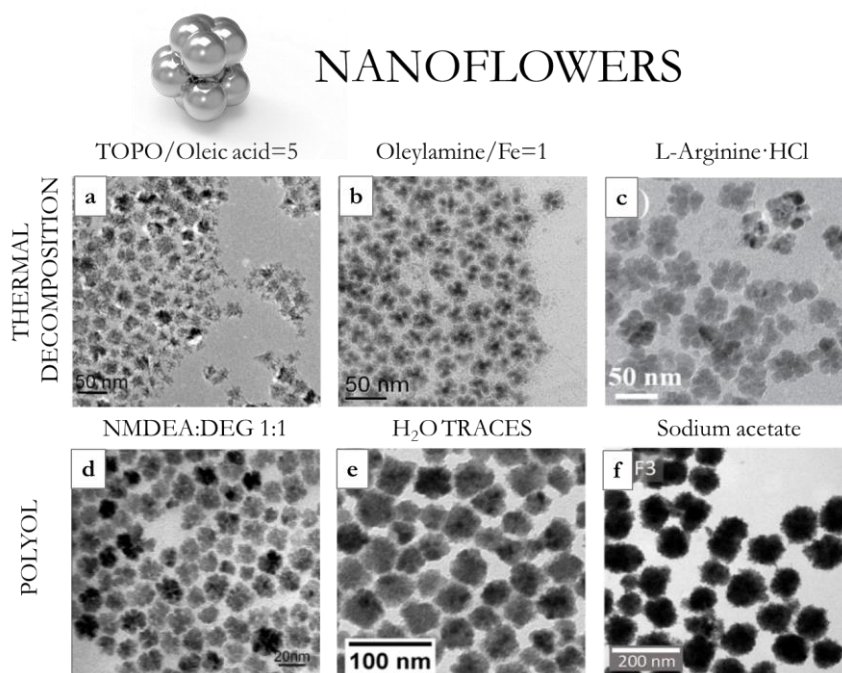 NANOFLOWERS
TOPO/Oleic acid=5
Oleylamine/Fe=1
L-Arginine·HCl
THERMAL
DECOMPOSITION
a
50 nm
b
50 nm
c
)
50 nm
NMDEA:DEG 1:1
H₂O TRACES
Sodium acetate
POLYOL
d
20nm
e
100 nm
f
F3
200 nm